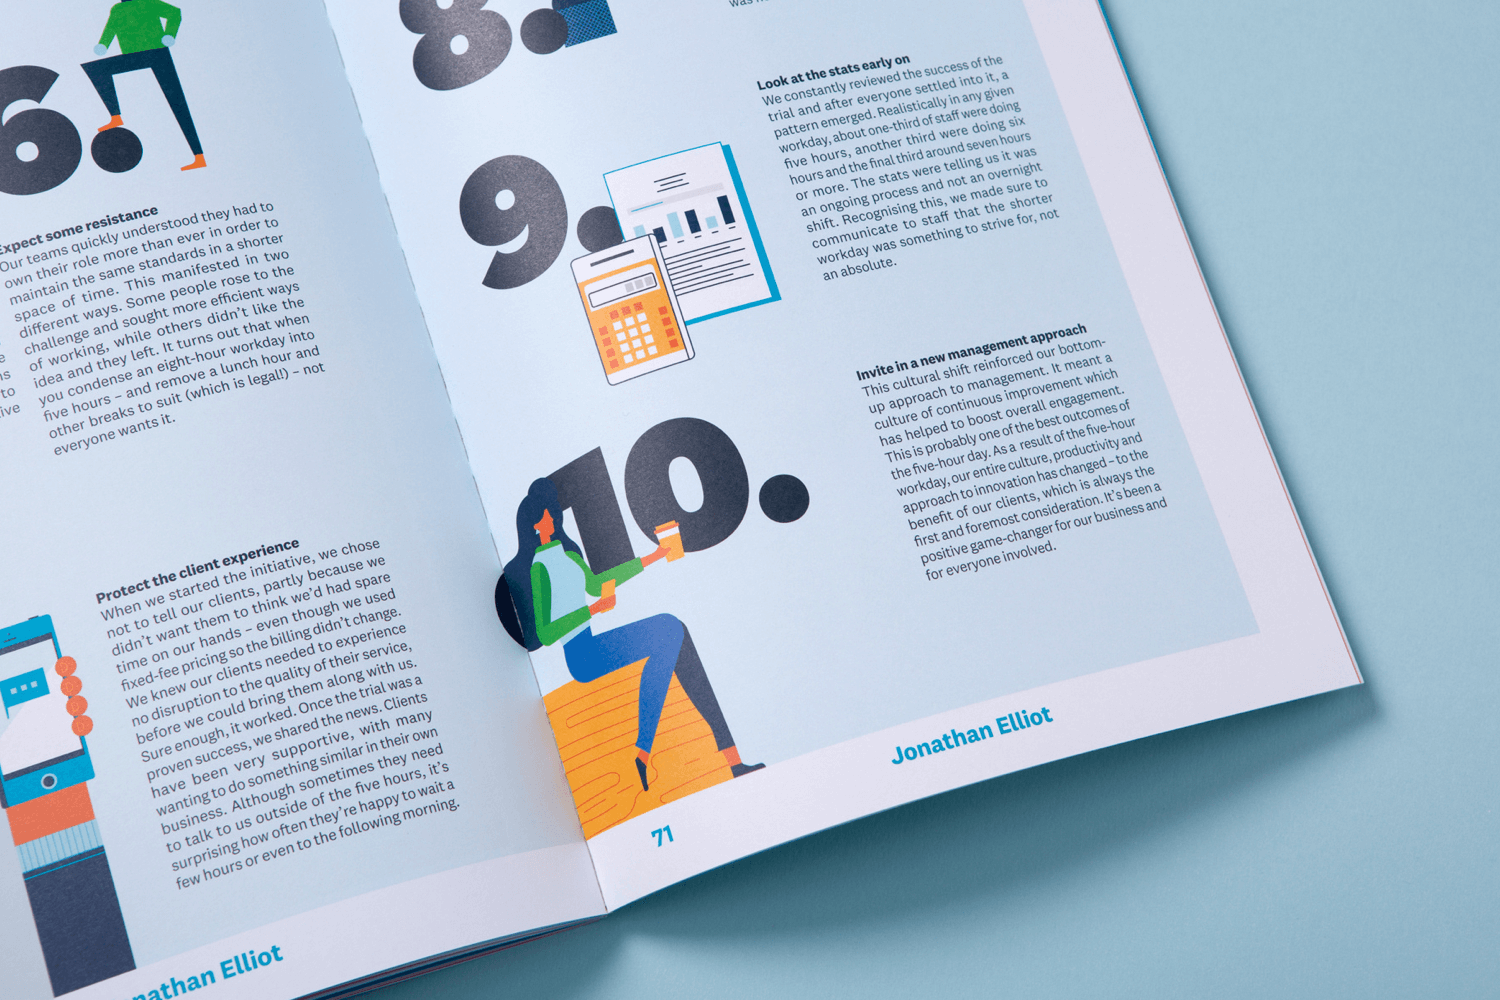 6.
Expect some resistance
Our teams quickly understood they had to
own their role more than ever in order to
maintain the same standards in a shorter
space of time. This manifested in two
different ways. Some people rose to the
challenge and sought more efficient ways
of working, while others didn't like the
idea and they left. It turns out that when
you condense an eight-hour workday into
five hours – and remove a lunch hour and
other breaks to suit (which is legal!) – not
everyone wants it.
to
Protect the client experience
When we started the initiative, we chose
not to tell our clients, partly because we
didn't want them to think we'd had spare
time on our hands – even though we used
fixed-fee pricing so the billing didn't change.
We knew our clients needed to experience
no disruption to the quality of their service,
before we could bring them along with us.
Sure enough, it worked. Once the trial was a
proven success, we shared the news. Clients
have been very supportive, with many
wanting to do something similar in their own
business. Although sometimes they need
to talk to us outside of the five hours, it's
surprising how often they're happy to wait a
few hours or even to the following morning.
nathan Elliot
8.
was
Look at the stats early on
We constantly reviewed the success of the
trial and after everyone settled into it, a
pattern emerged. Realistically in any given
workday, about one-third of staff were doing
five hours, another third were doing six
hours and the final third around seven hours
or more. The stats were telling us it was
an ongoing process and not an overnight
shift. Recognising this, we made sure to
communicate to staff that the shorter
workday was something to strive for, not
an absolute.
9.
Invite in a new management approach
This cultural shift reinforced our bottom-
up approach to management. It meant a
culture of continuous improvement which
has helped to boost overall engagement.
This is probably one of the best outcomes of
the five-hour day. As a result of the five-hour
workday, our entire culture, productivity and
approach to innovation has changed – to the
benefit of our clients, which is always the
first and foremost consideration. It's been a
positive game-changer for our business and
for everyone involved.
10.
71
Jonathan Elliot